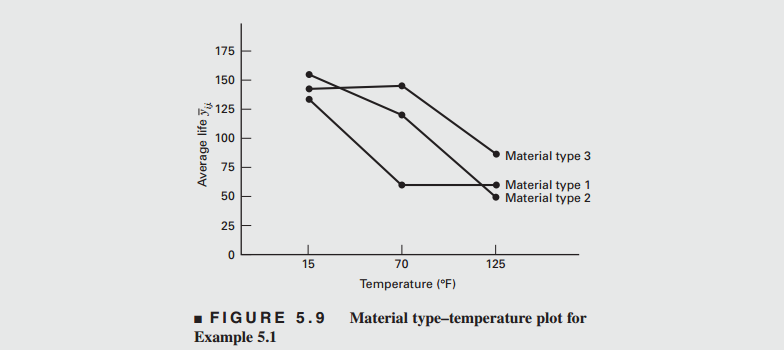 175
150
125
100
75
50
25
0
Average life ȳij.
Material type 3
Material type 1
Material type 2
15 70 125
Temperature (°F)
■ FIGURE 5.9 Material type–temperature plot for
Example 5.1